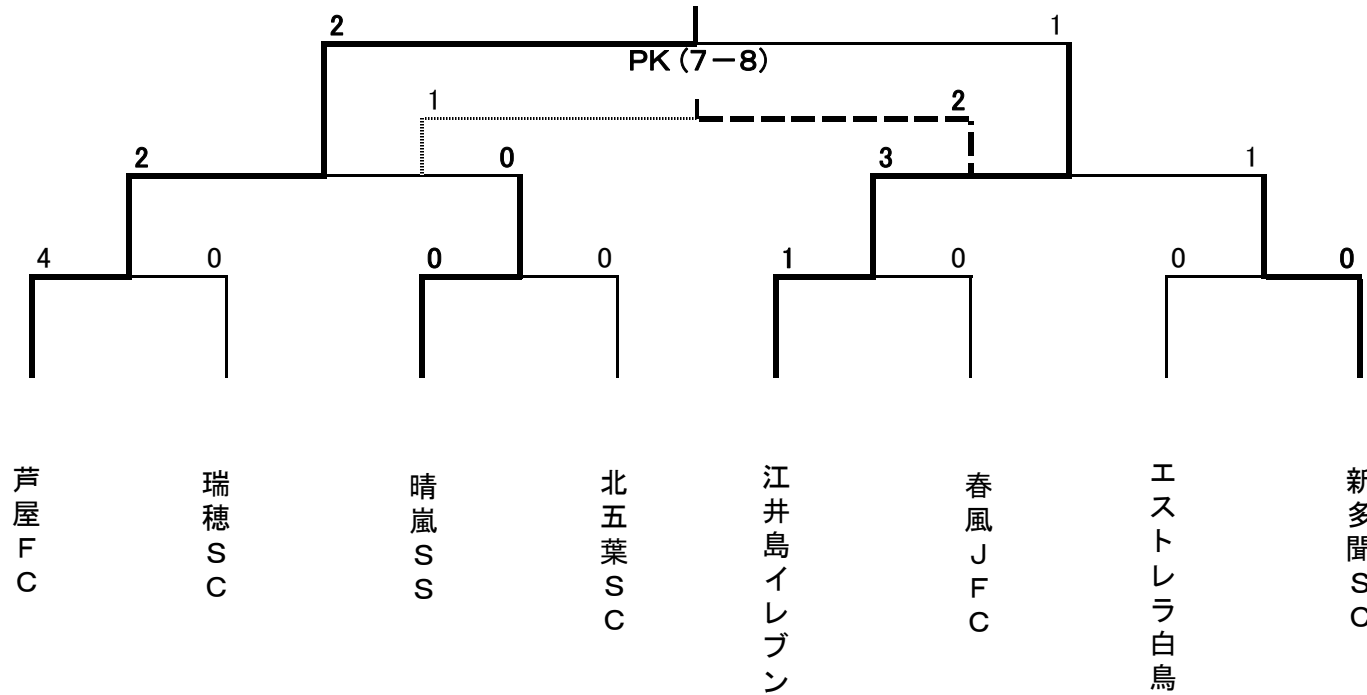 2 1
PK(7－8)
1 2
2 0 3 1
4 0 0 0 1 0 0 0
芦屋FC
瑞穂SC
晴嵐SS
北五葉SC
江井島イレブン
春風JFC
エストレラ白鳥
新多聞SC